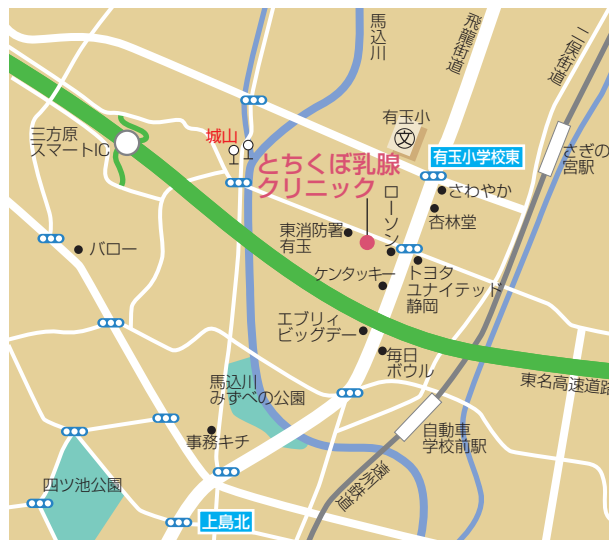 馬込川
飛龍街道
二俣街道
有玉小
文
三方原
スマートIC
城山
とちくぼ乳腺
クリニック
有玉小学校東
さぎの
宮駅
さわやか
杏林堂
ローソン
東消防署
有玉
バロー
ケンタッキー
トヨタ
ユナイテッド
静岡
エブリィ
ビッグデー
毎日
ボウル
東名高速道路
馬込川
みずべの公園
自動車
学校前駅
事務キチ
四ツ池公園
遠州鉄道
上島北